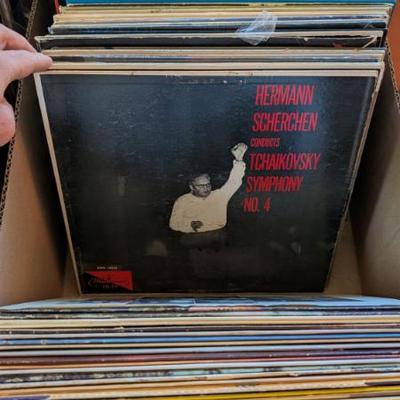 HERMANN
SCHERCHEN
CONDUCTS
TCHAIKOVSKY
SYMPHONY
NO. 4